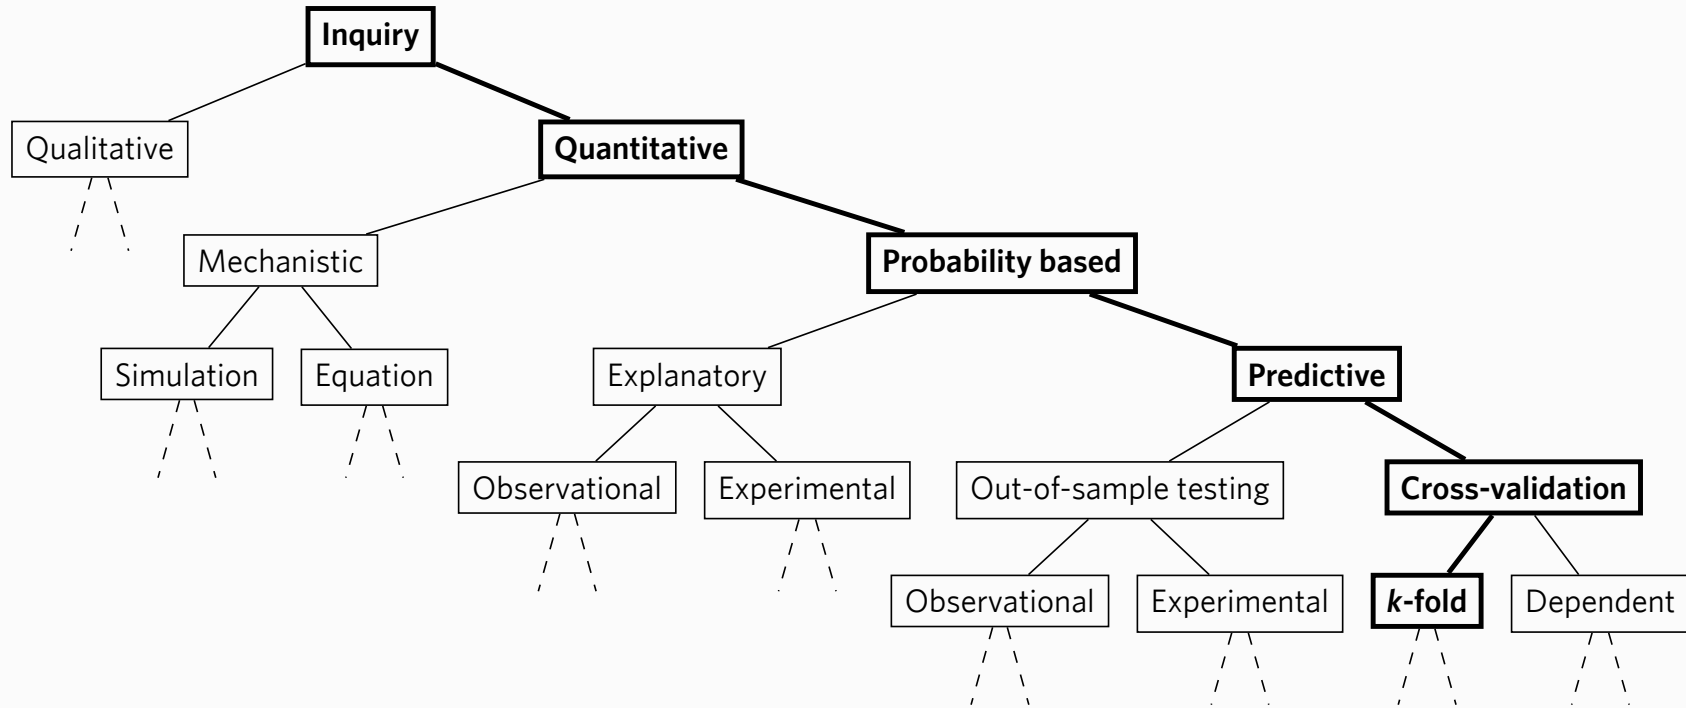 Inquiry
Qualitative
Quantitative
Mechanistic
Probability based
Simulation
Equation
Explanatory
Predictive
Observational
Experimental
Out-of-sample testing
Cross-validation
Observational
Experimental
k-fold
Dependent